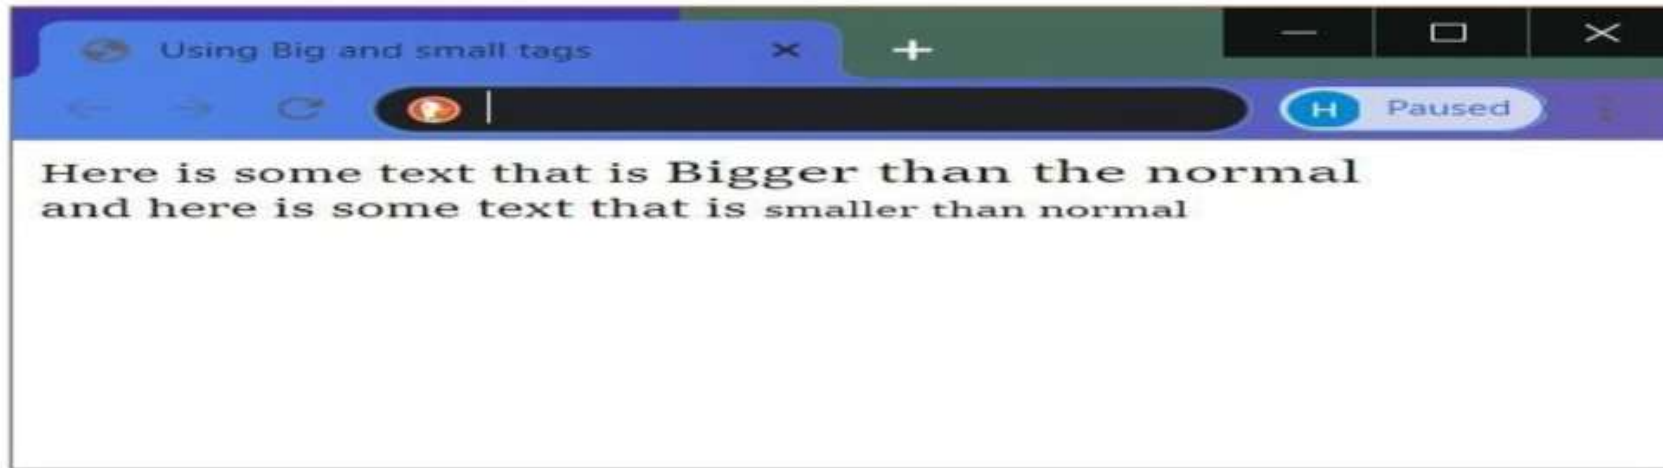 Using Big and small tags
H Paused
Here is some text that is Bigger than the normal
and here is some text that is smaller than normal